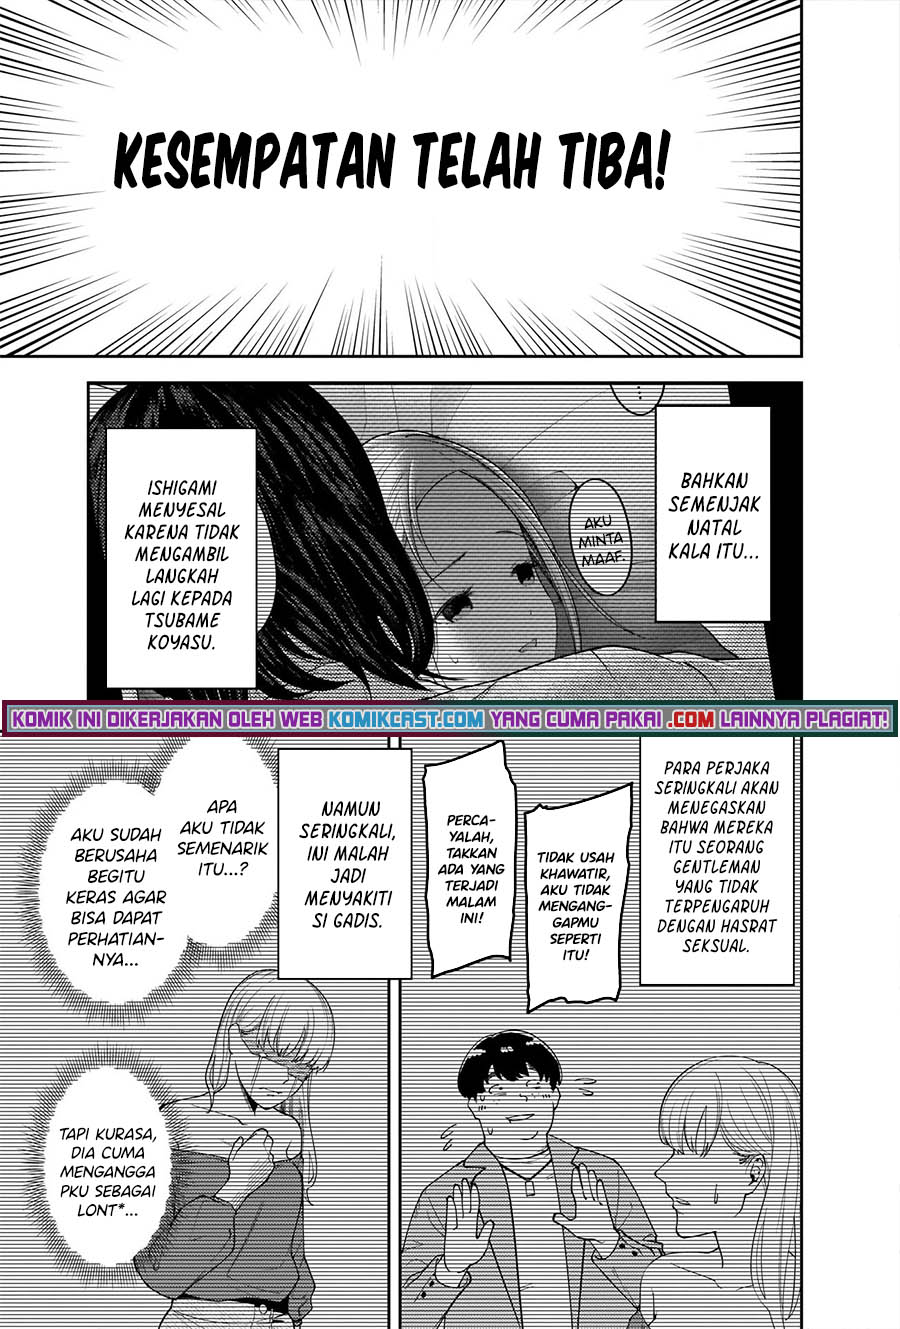 KESEMPATAN TELAH TIBA!
BAHKAN
SEMENJAK
NATAL
KALA ITU...
...
AKU
MINTA
MAAF.
ISHIGAMI
MENYESAL
KARENA TIDAK
MENGAMBIL
LANGKAH
LAGI KEPADA
TSUBAME
KOYASU.
KOMIK INI DIKERJAKAN OLEH WEB KOMIKCAST.COM YANG CUMA PAKAI .COM LAINNYA PLAGIAT!
PARA PERJAKA
SERINGKALI AKAN
MENEGASKAN
BAHWA MEREKA
ITU SEORANG
GENTLEMAN
YANG TIDAK
TERPENGARUH
DENGAN HASRAT
SEKSUAL.
TIDAK USAH
KHAWATIR,
AKU TIDAK
MENGANG-
GAPMU
SEPERTI
ITU!
PERCA-
YALAH,
TAKKAN
ADA YANG
TERJADI
MALAM
INI!
NAMUN
SERINGKALI,
INI MALAH
JADI
MENYAKITI
SI GADIS.
APA
AKU TIDAK
SEMENARIK
ITU...?
AKU SUDAH
BERUSAHA
BEGITU
KERAS AGAR
BISA DAPAT
PERHATIAN-
NYA...
TAPI KURASA,
DIA CUMA
MENGANGGA
PKU SEBAGAI
LONT*...